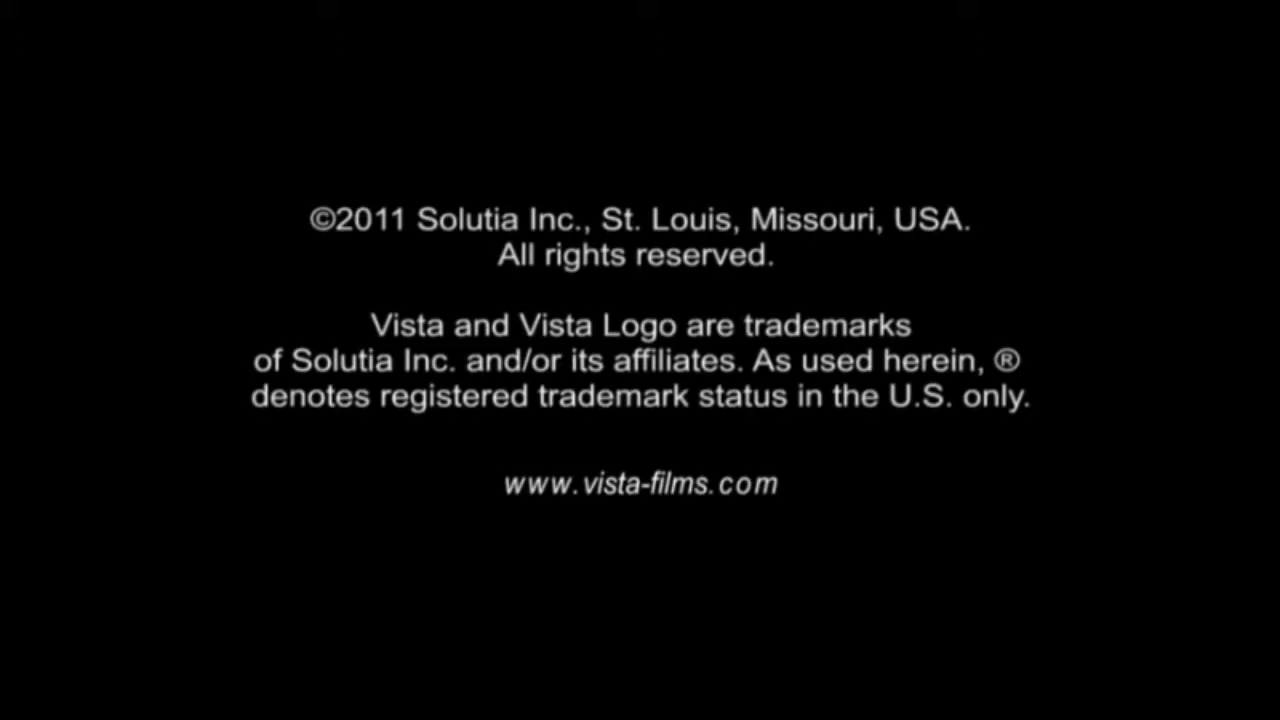 ©2011 Solutia Inc., St. Louis, Missouri, USA.
All rights reserved.
Vista and Vista Logo are trademarks
of Solutia Inc. and/or its affiliates. As used herein, ®
denotes registered trademark status in the U.S. only.
www.vista-films.com